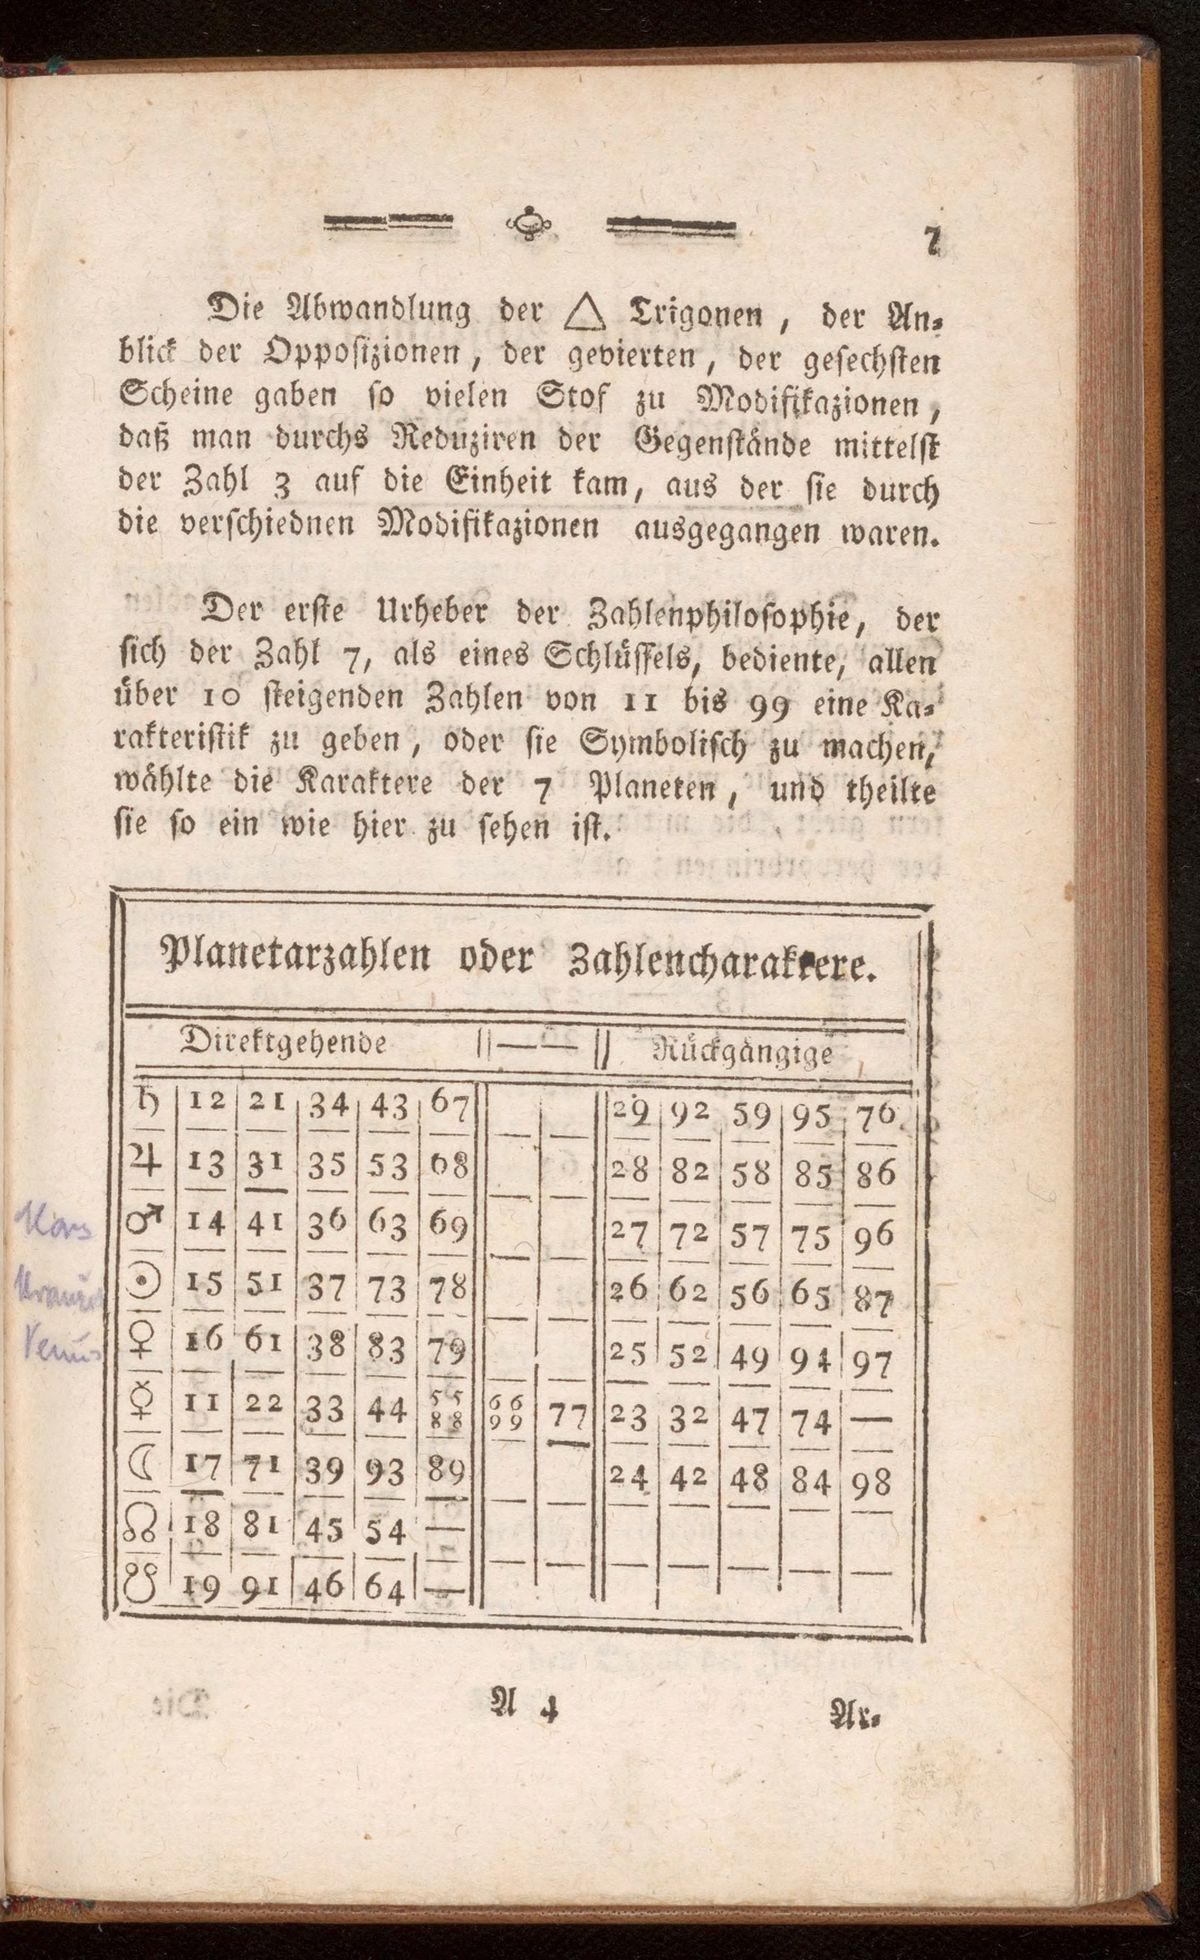 7
Die Abwandlung der △ Trigonen, der An-
blick der Opposizionen, der gevierten, der gesechsten
Scheine gaben so vielen Stof zu Modifikazionen,
daß man durchs Reduziren der Gegenstände mittelst
der Zahl 3 auf die Einheit kam, aus der sie durch
die verschiednen Modifikazionen ausgegangen waren.
Der erste Urheber der Zahlenphilosophie, der
sich der Zahl 7, als eines Schlüssels, bediente, allen
über 10 steigenden Zahlen von 11 bis 99 eine Ka-
rakteristik zu geben, oder sie Symbolisch zu machen,
wählte die Karaktere der 7 Planeten, und theilte
sie so ein wie hier zu sehen ist.
Planetarzahlen oder Zahlencharaktere.
Direktgehende || — — || Rückgängige
♄ 12 21 34 43 67 — — 29 92 59 95 76
♃ 13 31 35 53 68 — — 28 82 58 85 86
Mars ♂ 14 41 36 63 69 — — 27 72 57 75 96
☉ 15 51 37 73 78 — — 26 62 56 65 87
Venus ♀ 16 61 38 83 79 — — 25 52 49 94 97
☿ 11 22 33 44 55 88 66 99 77 23 32 47 74 —
☾ 17 71 39 93 89 — — 24 42 48 84 98
☊ 18 81 45 54 — — — — — — — —
☋ 19 91 46 64 —
A 4 Ar-